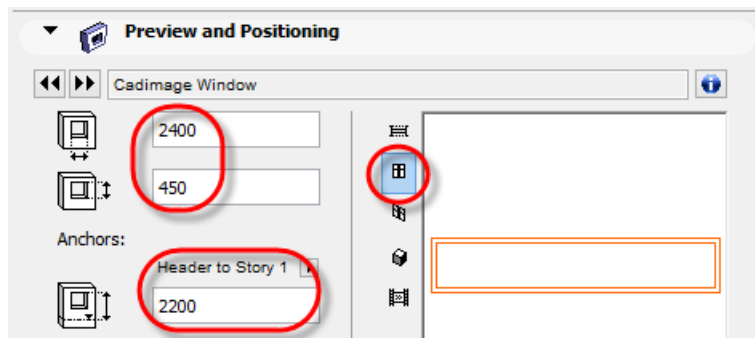 Preview and Positioning
Cadimage Window
2400
450
Anchors:
Header to Story 1
2200